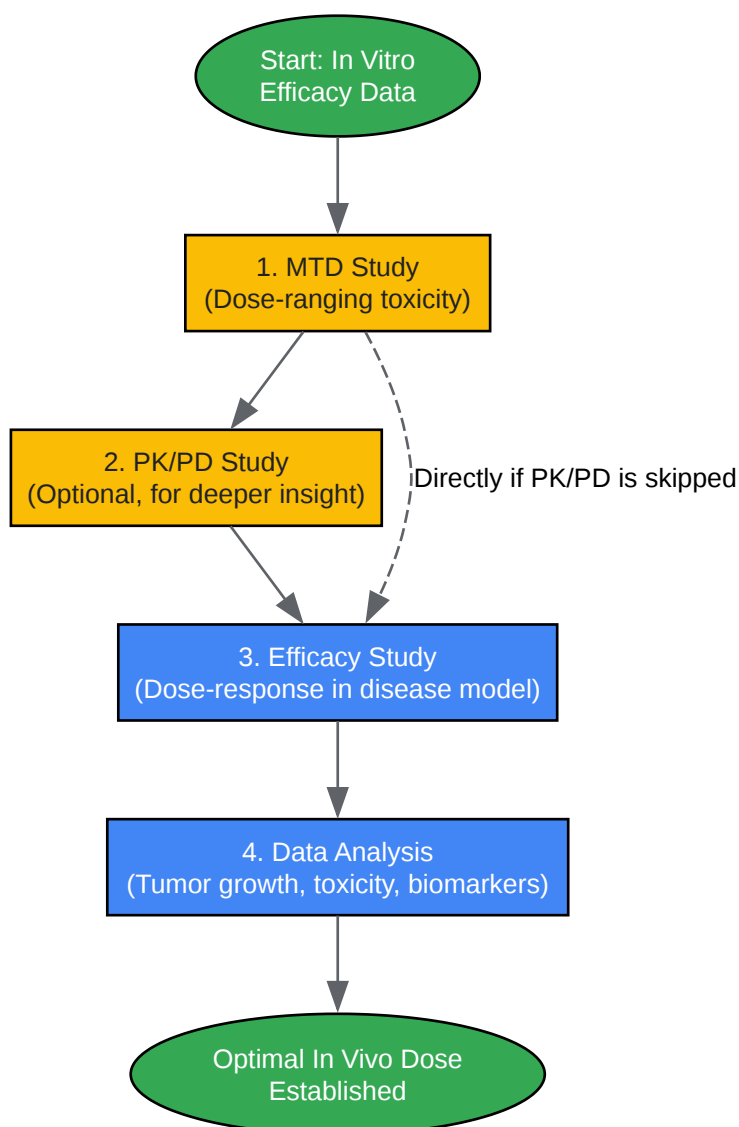 Start: In Vitro
Efficacy Data
1. MTD Study
(Dose-ranging toxicity)
2. PK/PD Study
(Optional, for deeper insight)
Directly if PK/PD is skipped
3. Efficacy Study
(Dose-response in disease model)
4. Data Analysis
(Tumor growth, toxicity, biomarkers)
Optimal In Vivo Dose
Established